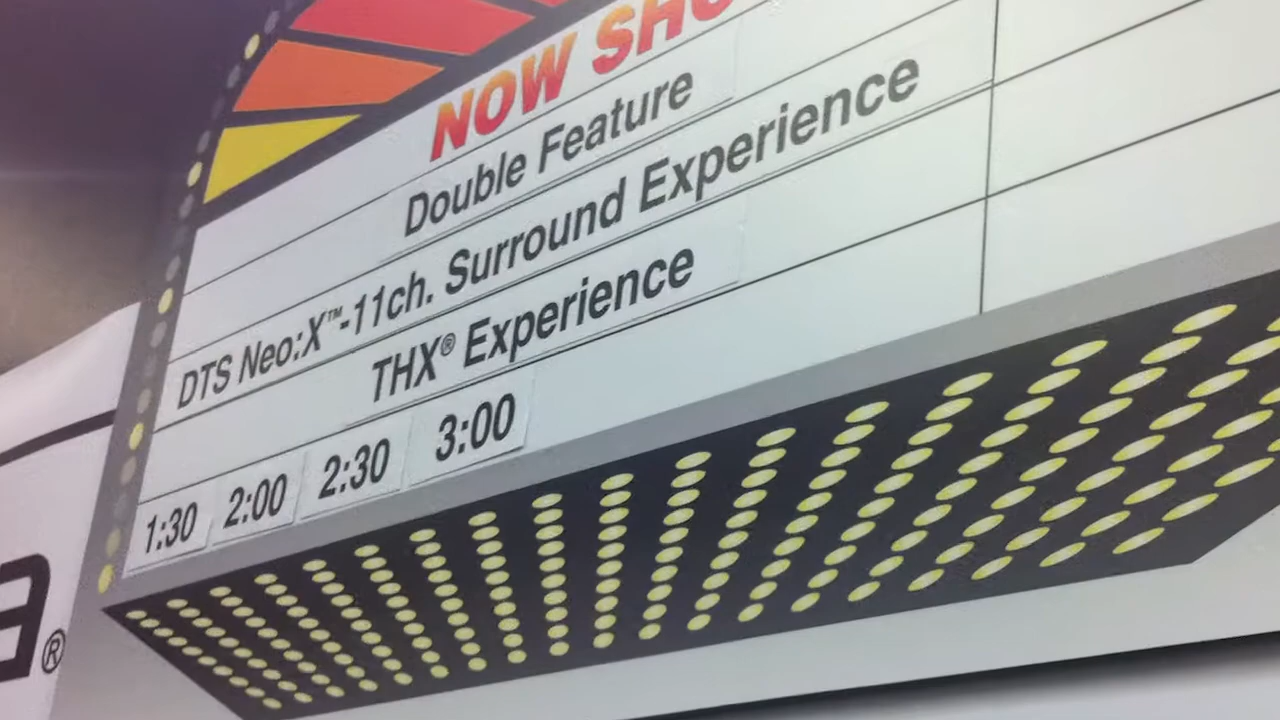 NOW SHO
Double Feature
DTS Neo:X™-11ch. Surround Experience
THX® Experience
1:30 2:00 2:30 3:00
a®